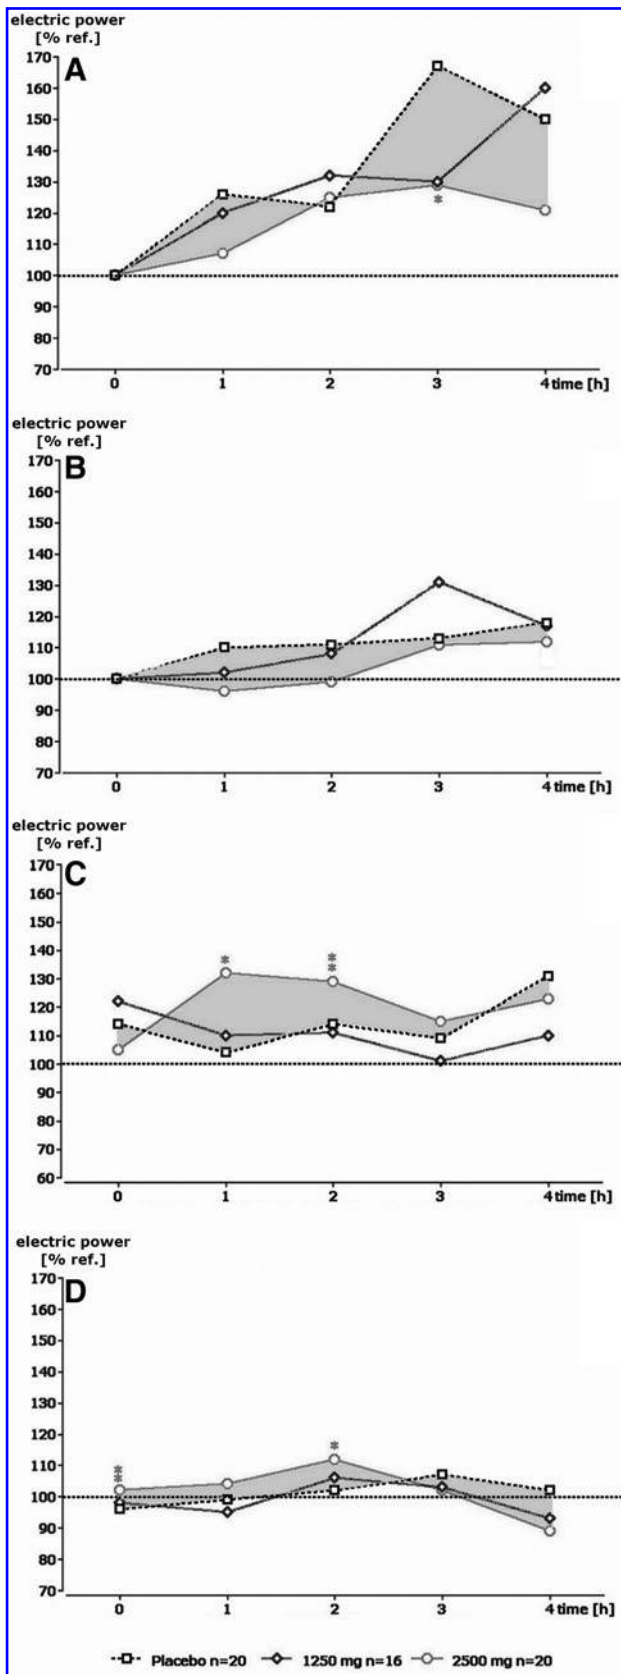 electric power
[% ref.]
A
170
160
150
140
130
120
110
100
90
80
70
*
0 1 2 3 4 time [h]
electric power
[% ref.]
B
170
160
150
140
130
120
110
100
90
80
70
0 1 2 3 4 time [h]
electric power
[% ref.]
C
170
160
150
140
130
120
110
100
90
80
70
60
* **
0 1 2 3 4 time [h]
electric power
[% ref.]
D
170
160
150
140
130
120
110
100
90
80
70
** *
0 1 2 3 4 time [h]
Placebo n=20 1250 mg n=16 2500 mg n=20